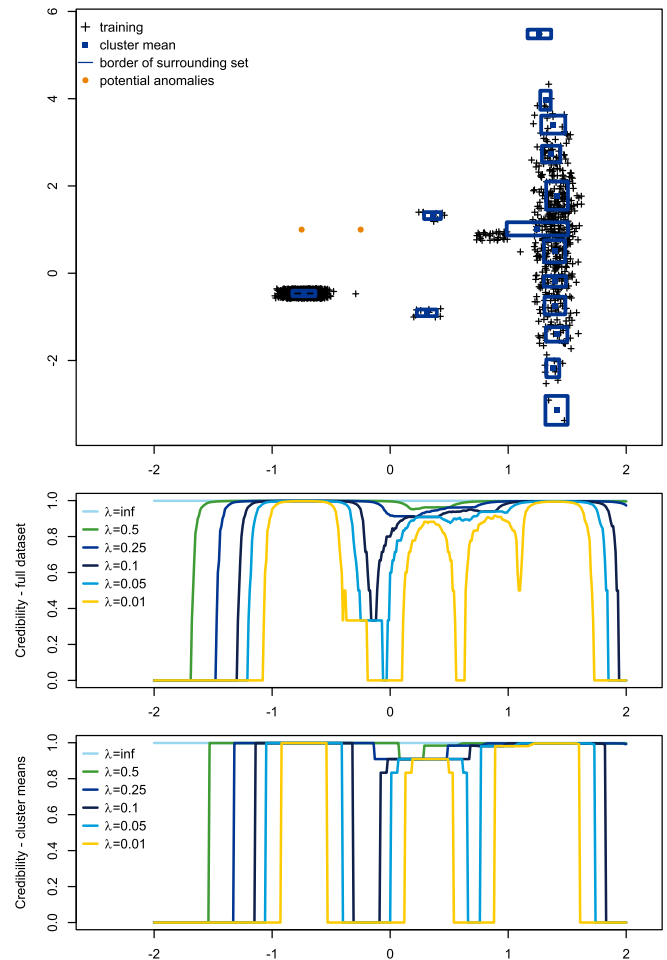 training
cluster mean
border of surrounding set
potential anomalies
6
4
2
0
-2
-2
-1
0
1
2
Credibility - full dataset
1.0
0.8
0.6
0.4
0.2
0.0
λ=inf
λ=0.5
λ=0.25
λ=0.1
λ=0.05
λ=0.01
-2
-1
0
1
2
Credibility - cluster means
1.0
0.8
0.6
0.4
0.2
0.0
λ=inf
λ=0.5
λ=0.25
λ=0.1
λ=0.05
λ=0.01
-2
-1
0
1
2